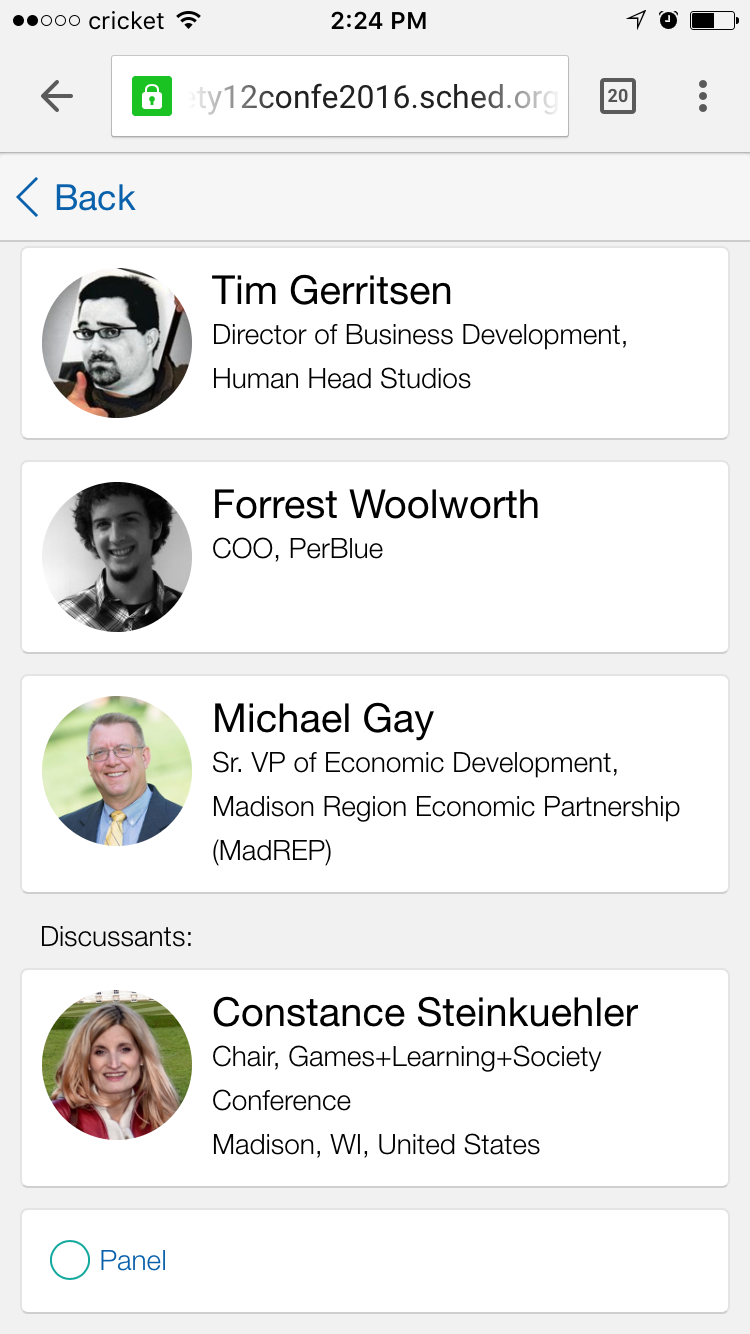 cricket 2:24 PM
ety12confe2016.sched.org 20
Back
Tim Gerritsen
Director of Business Development,
Human Head Studios
Forrest Woolworth
COO, PerBlue
Michael Gay
Sr. VP of Economic Development,
Madison Region Economic Partnership
(MadREP)
Discussants:
Constance Steinkuehler
Chair, Games+Learning+Society
Conference
Madison, WI, United States
Panel